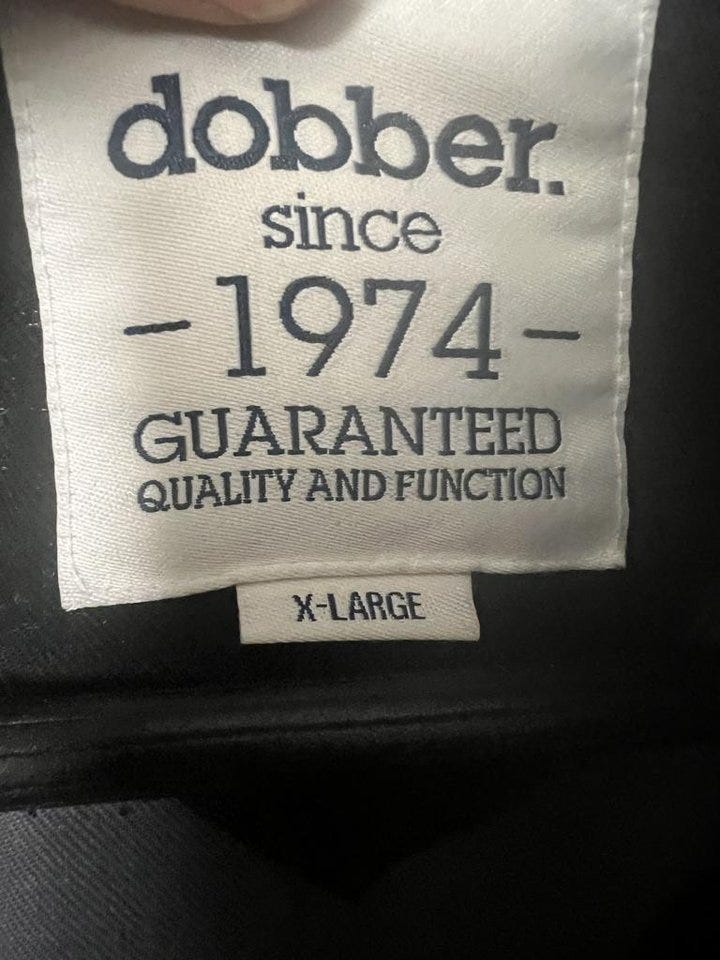 dobber.
since
-1974-
GUARANTEED
QUALITY AND FUNCTION
X-LARGE